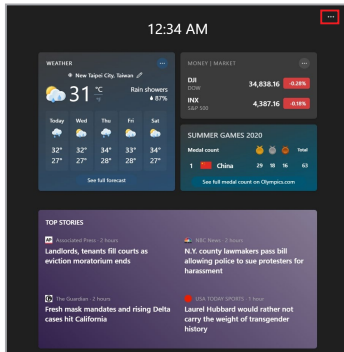 12:34 AM
WEATHER
New Taipei City, Taiwan
31 °C
°F
Rain showers
87%
Today Wed Thu Fri Sat
32° 32° 34° 33° 34°
27° 27° 28° 28° 27°
See full forecast
MONEY | MARKET
DJI 34,838.16 -0.28%
DOW
INX 4,387.16 -0.18%
S&P 500
SUMMER GAMES 2020
Medal count Total
1 China 29 18 16 63
See full medal count on Olympics.com
TOP STORIES
AP Associated Press · 2 hours
Landlords, tenants fill courts as
eviction moratorium ends
NBC News · 2 hours
N.Y. county lawmakers pass bill
allowing police to sue protesters for
harassment
The Guardian · 2 hours
Fresh mask mandates and rising Delta
cases hit California
USA TODAY SPORTS · 1 hour
Laurel Hubbard would rather not
carry the weight of transgender
history